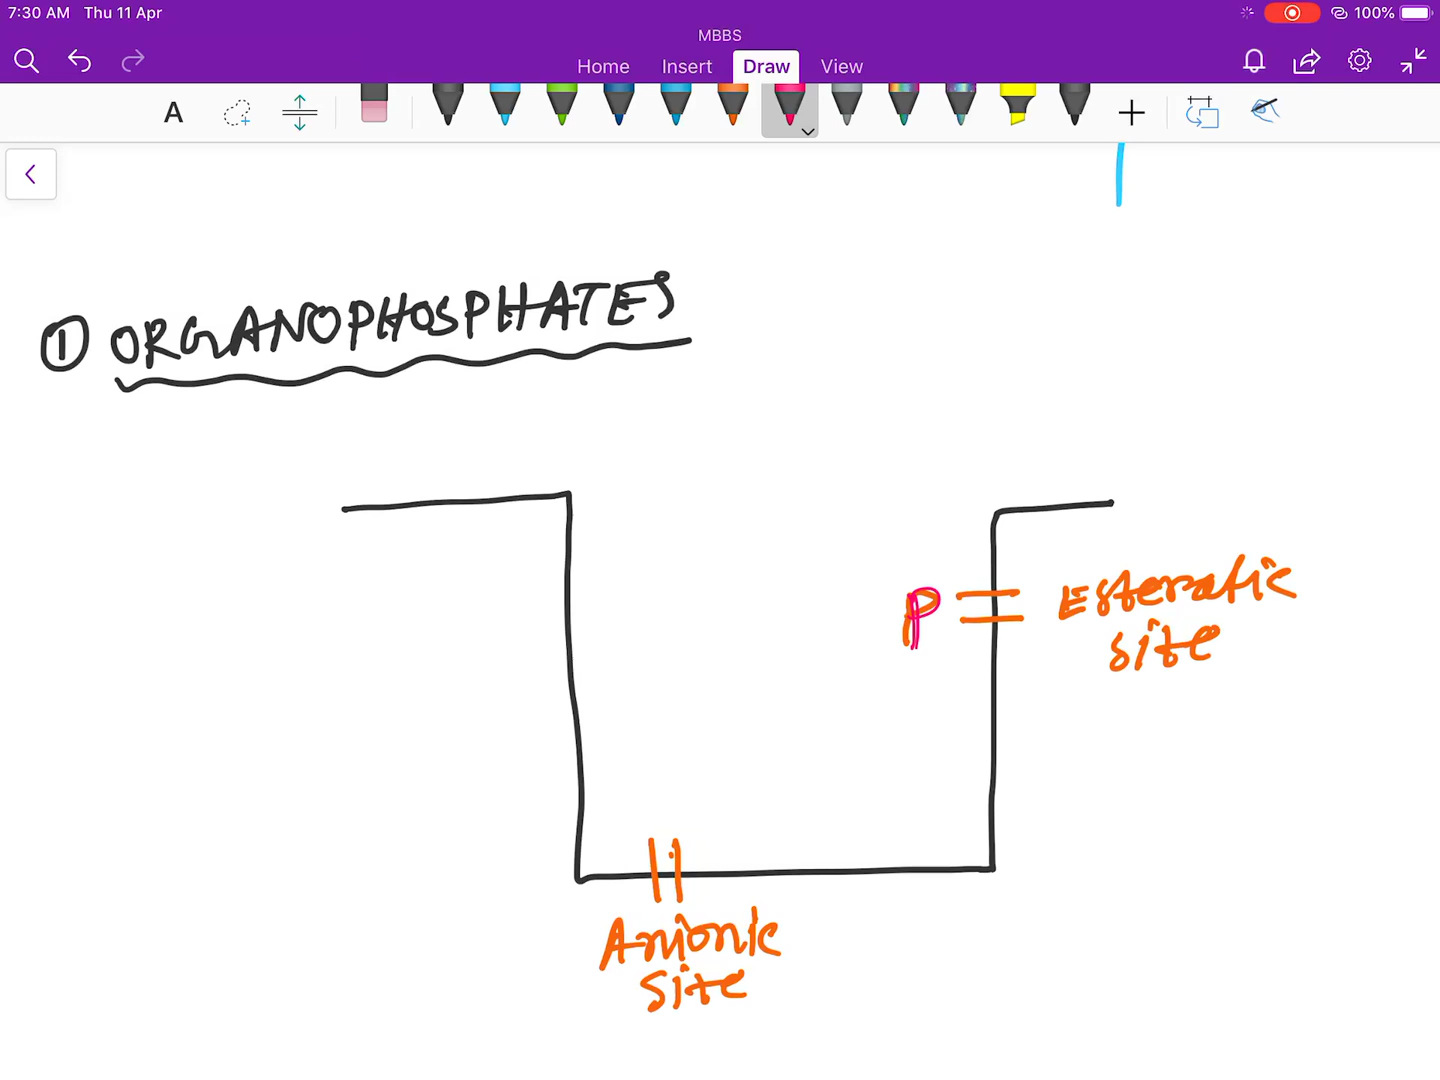 7:30 AM Thu 11 Apr
100%
MBBS
Home Insert Draw View
A
① ORGANOPHOSPHATES
P
Esteratic
site
Anionic
site